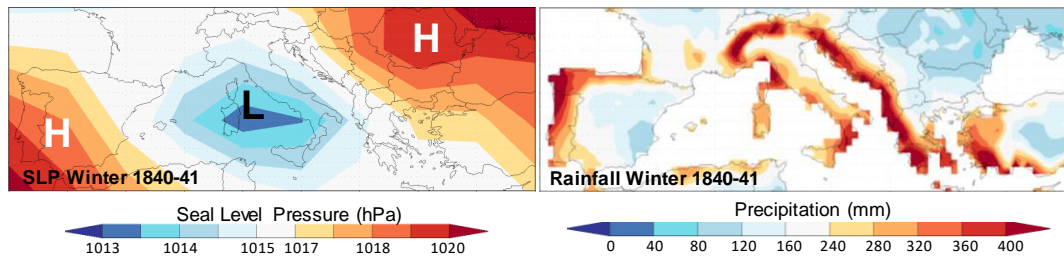 H
L
H
SLP Winter 1840-41
Seal Level Pressure (hPa)
1013 1014 1015 1017 1018 1020
Rainfall Winter 1840-41
Precipitation (mm)
0 40 80 120 160 240 280 320 360 400